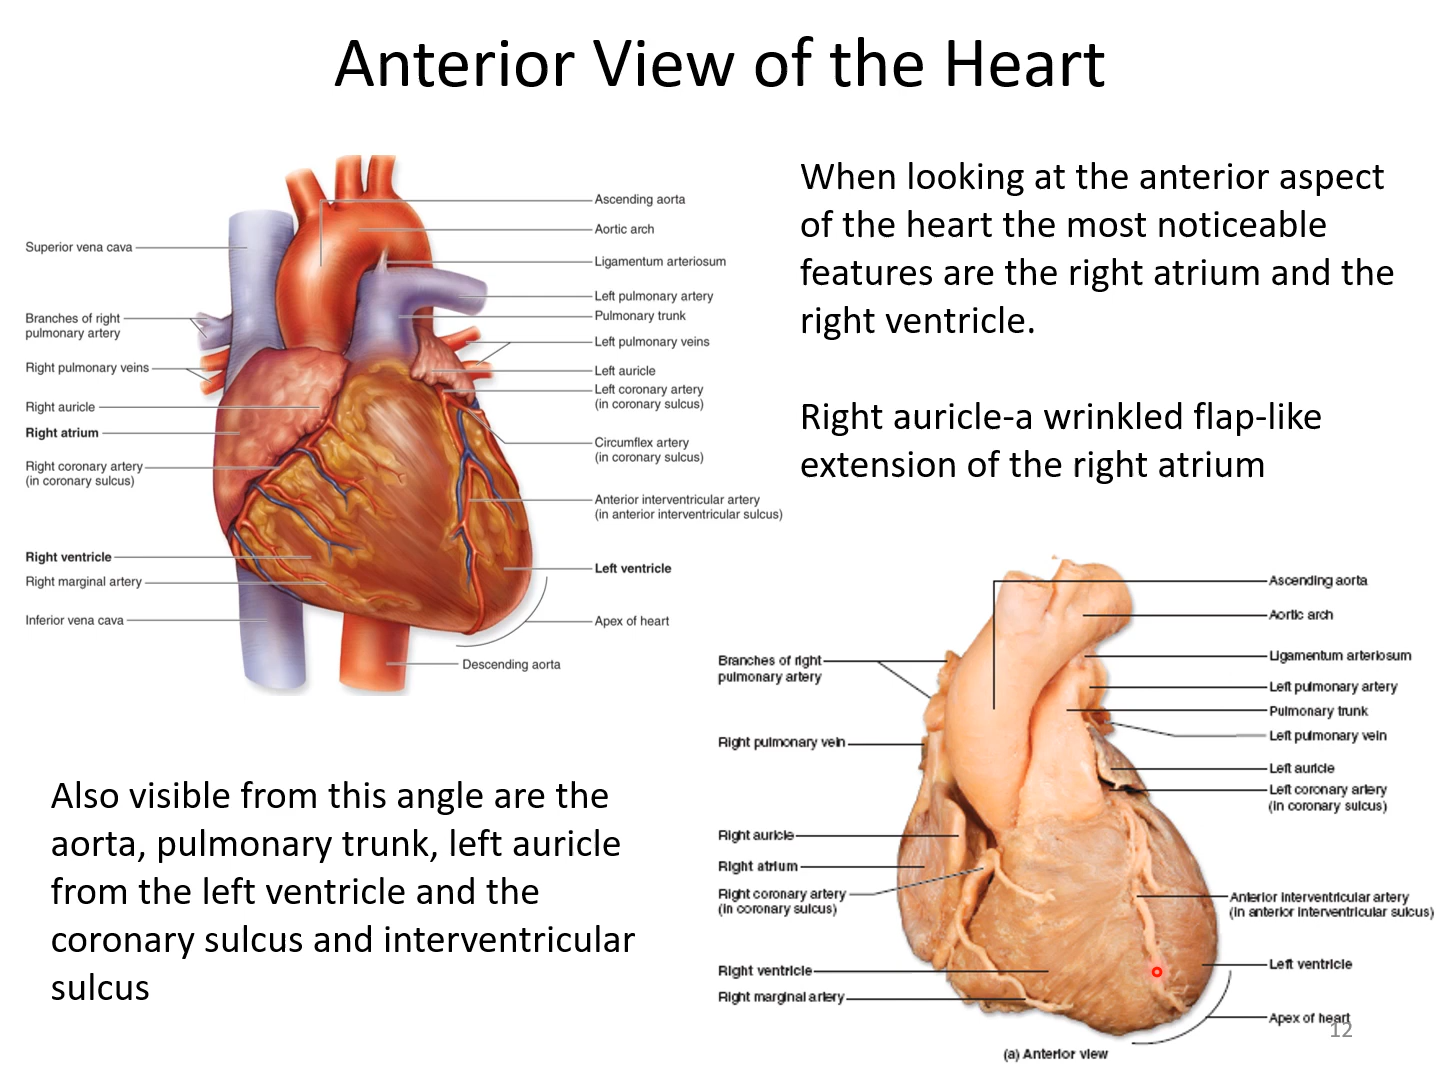 Anterior View of the Heart
Ascending aorta
Aortic arch
Superior vena cava
Ligamentum arteriosum
Left pulmonary artery
Branches of right
pulmonary artery
Pulmonary trunk
Left pulmonary veins
Right pulmonary veins
Left auricle
Left coronary artery
(in coronary sulcus)
Right auricle
Right atrium
Circumflex artery
(in coronary sulcus)
Right coronary artery
(in coronary sulcus)
Anterior interventricular artery
(in anterior interventricular sulcus)
Right ventricle
Left ventricle
Right marginal artery
Inferior vena cava
Apex of heart
Descending aorta
When looking at the anterior aspect
of the heart the most noticeable
features are the right atrium and the
right ventricle.
Right auricle-a wrinkled flap-like
extension of the right atrium
Also visible from this angle are the
aorta, pulmonary trunk, left auricle
from the left ventricle and the
coronary sulcus and interventricular
sulcus
Ascending aorta
Aortic arch
Branches of right
pulmonary artery
Ligamentum arteriosum
Left pulmonary artery
Pulmonary trunk
Left pulmonary vein
Right pulmonary vein
Left auricle
Left coronary artery
(in coronary sulcus)
Right auricle
Right atrium
Right coronary artery
(in coronary sulcus)
Anterior interventricular artery
(in anterior interventricular sulcus)
Right ventricle
Left ventricle
Right marginal artery
Apex of heart
12
(a) Anterior view